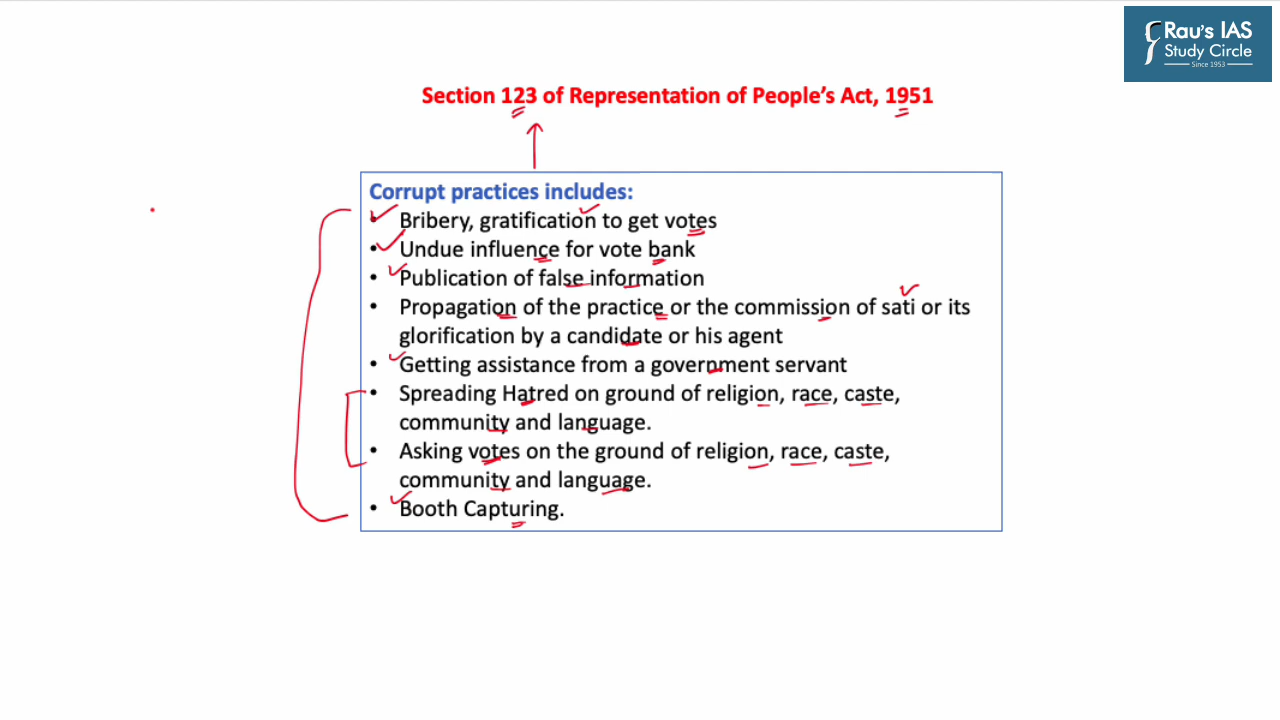 Rau's IAS
Study Circle
Since 1953
Section 123 of Representation of People's Act, 1951
Corrupt practices includes:
• Bribery, gratification to get votes
• Undue influence for vote bank
• Publication of false information
• Propagation of the practice or the commission of sati or its
glorification by a candidate or his agent
• Getting assistance from a government servant
• Spreading Hatred on ground of religion, race, caste,
community and language.
• Asking votes on the ground of religion, race, caste,
community and language.
• Booth Capturing.